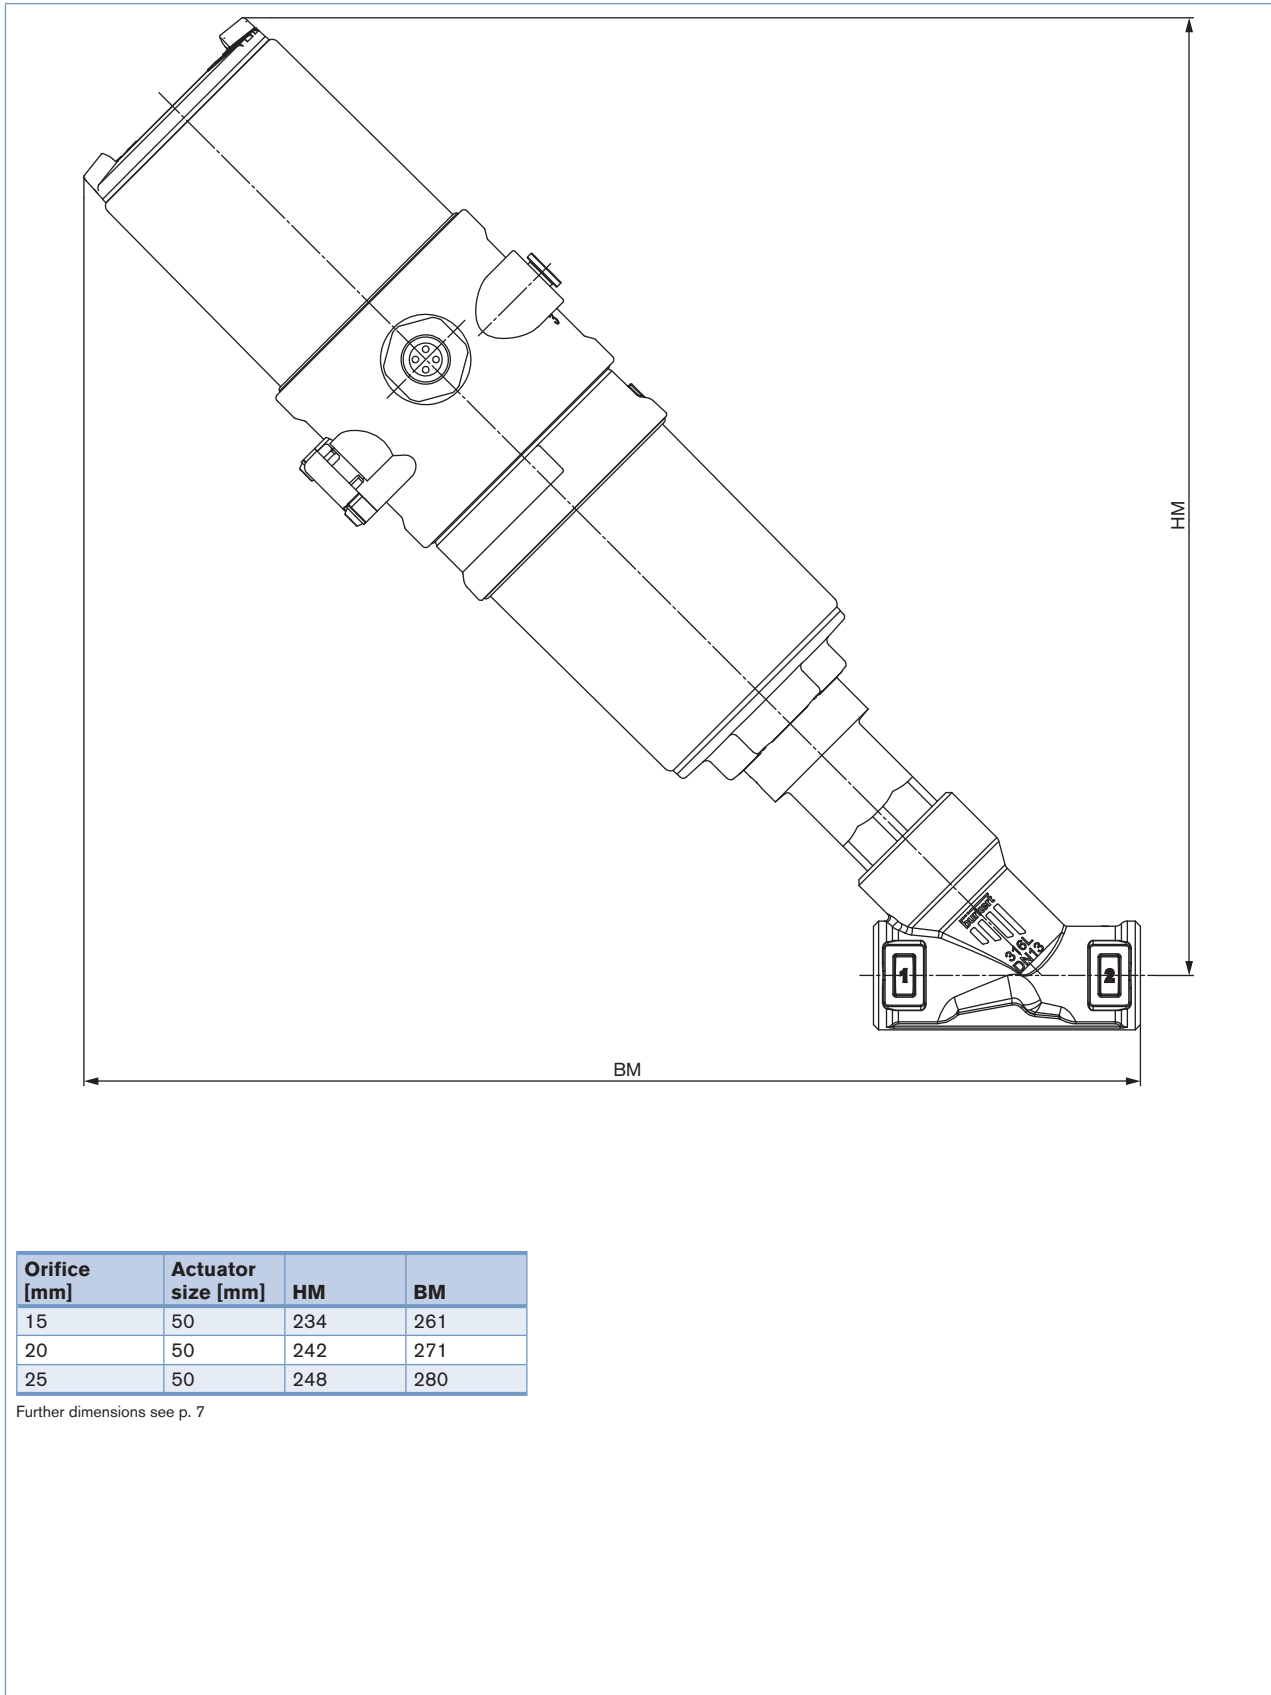 HM
burkert
316L
DN13
1
2
BM
Orifice [mm] Actuator size [mm] HM BM
15 50 234 261
20 50 242 271
25 50 248 280
Further dimensions see p. 7